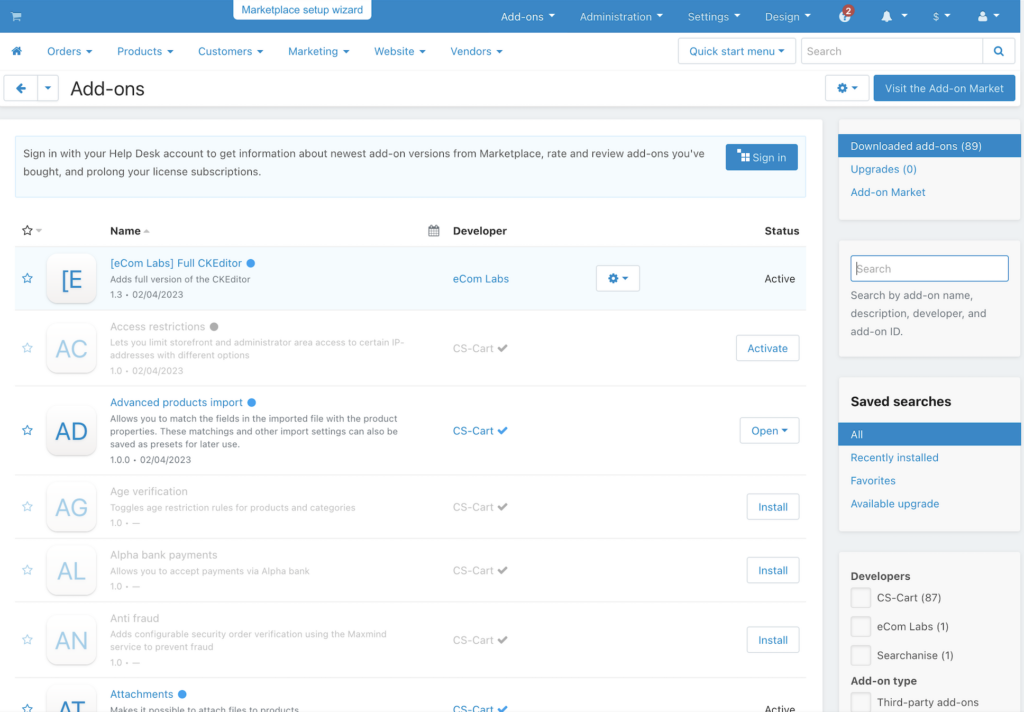 Marketplace setup wizard
Add-ons
Administration
Settings
Design
2
$
Orders
Products
Customers
Marketing
Website
Vendors
Quick start menu
Search
Add-ons
Visit the Add-on Market
Sign in with your Help Desk account to get information about newest add-on versions from Marketplace, rate and review add-ons you've
bought, and prolong your license subscriptions.
Sign in
Name
Developer
Status
[E
[eCom Labs] Full CKEditor
Adds full version of the CKEditor
1.3 • 02/04/2023
eCom Labs
Active
AC
Access restrictions
Lets you limit storefront and administrator area access to certain IP-
addresses with different options
1.0 • 02/04/2023
CS-Cart
Activate
AD
Advanced products import
Allows you to match the fields in the imported file with the product
properties. These matchings and other import settings can also be
saved as presets for later use.
1.0.0 • 02/04/2023
CS-Cart
Open
AG
Age verification
Toggles age restriction rules for products and categories
1.0 • —
CS-Cart
Install
AL
Alpha bank payments
Allows you to accept payments via Alpha bank
1.0 • —
CS-Cart
Install
AN
Anti fraud
Adds configurable security order verification using the Maxmind
service to prevent fraud
1.0 • —
CS-Cart
Install
AT
Attachments
Makes it possible to attach files to products
CS-Cart
Active
Downloaded add-ons (89)
Upgrades (0)
Add-on Market
Search
Search by add-on name,
description, developer, and
add-on ID.
Saved searches
All
Recently installed
Favorites
Available upgrade
Developers
CS-Cart (87)
eCom Labs (1)
Searchanise (1)
Add-on type
Third-party add-ons